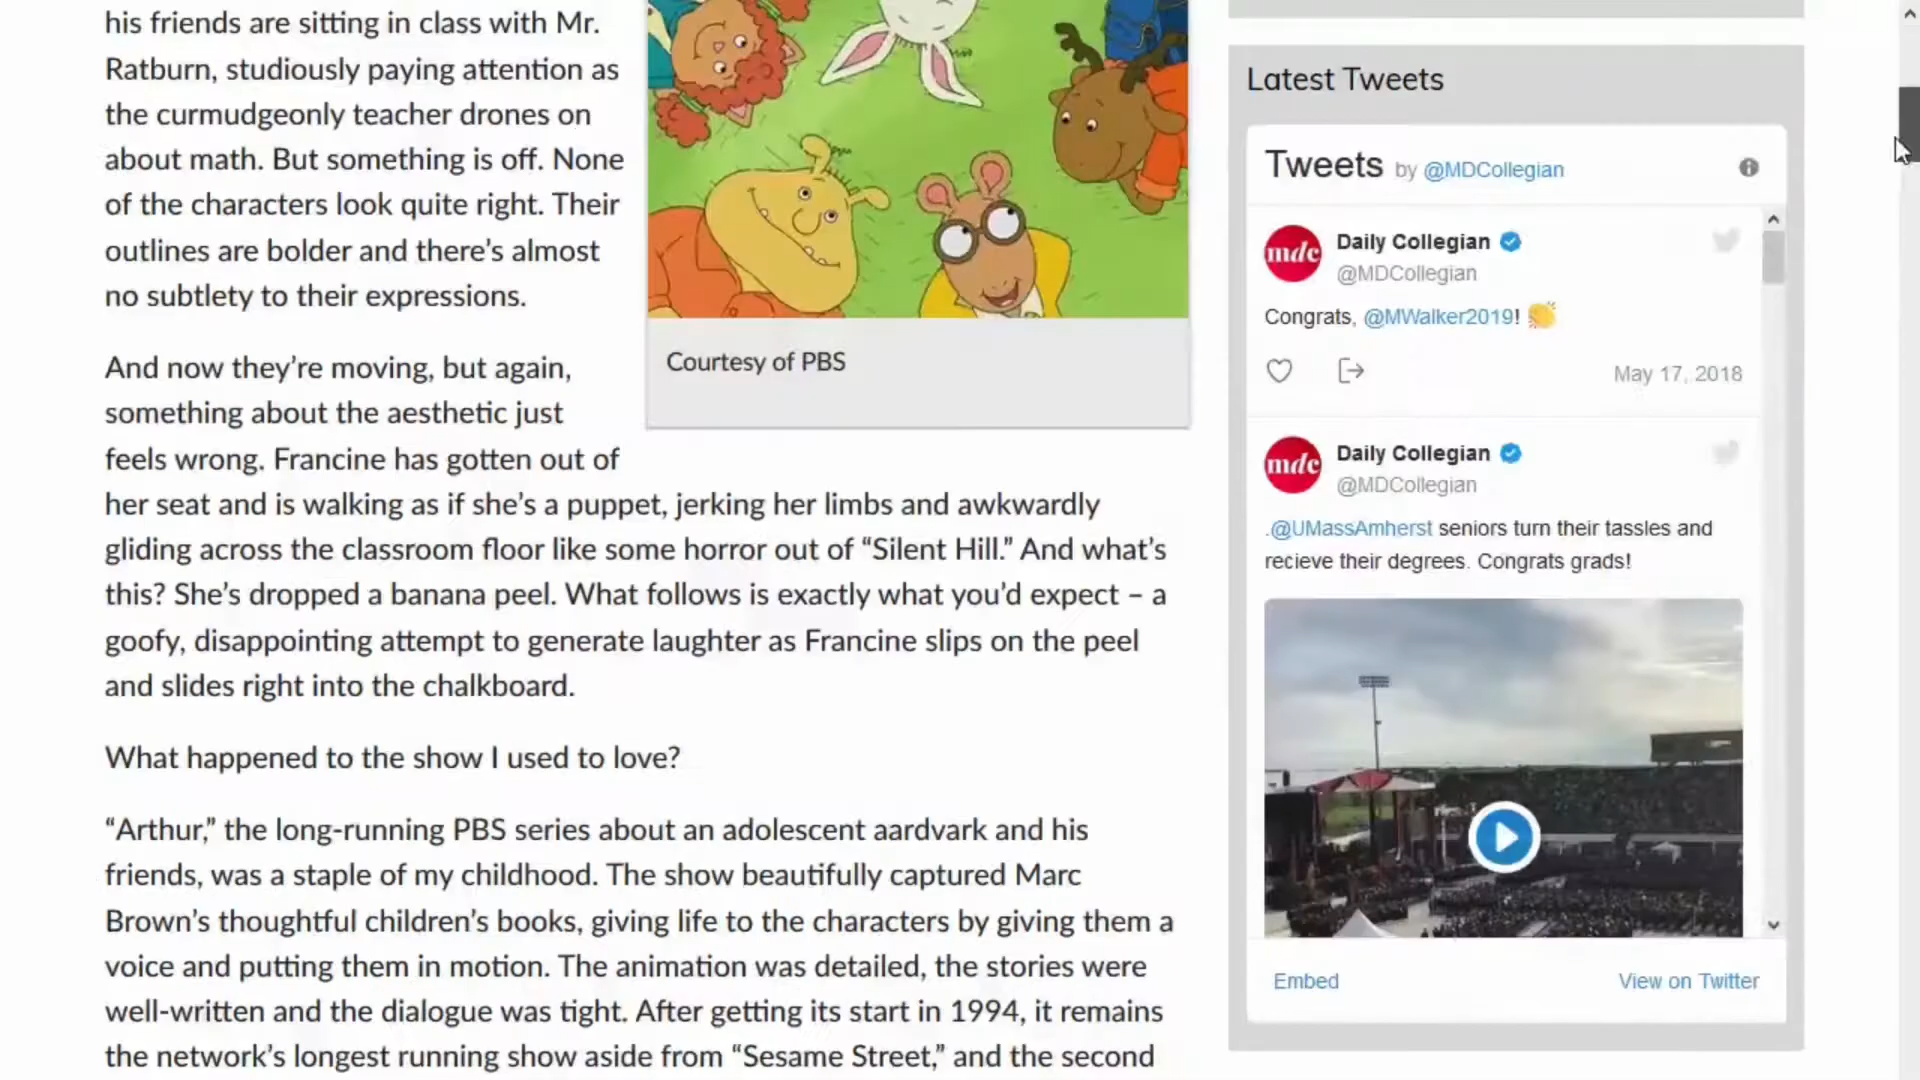 his friends are sitting in class with Mr.
Ratburn, studiously paying attention as
the curmudgeonly teacher drones on
about math. But something is off. None
of the characters look quite right. Their
outlines are bolder and there’s almost
no subtlety to their expressions.
And now they’re moving, but again,
something about the aesthetic just
feels wrong. Francine has gotten out of
her seat and is walking as if she’s a puppet, jerking her limbs and awkwardly
gliding across the classroom floor like some horror out of “Silent Hill.” And what’s
this? She’s dropped a banana peel. What follows is exactly what you’d expect – a
goofy, disappointing attempt to generate laughter as Francine slips on the peel
and slides right into the chalkboard.
What happened to the show I used to love?
“Arthur,” the long-running PBS series about an adolescent aardvark and his
friends, was a staple of my childhood. The show beautifully captured Marc
Brown’s thoughtful children’s books, giving life to the characters by giving them a
voice and putting them in motion. The animation was detailed, the stories were
well-written and the dialogue was tight. After getting its start in 1994, it remains
the network’s longest running show aside from “Sesame Street,” and the second
Courtesy of PBS
Latest Tweets
Tweets by @MDCollegian
mdc
Daily Collegian
@MDCollegian
Congrats, @MWalker2019! 👏
May 17, 2018
mdc
Daily Collegian
@MDCollegian
.@UMassAmherst seniors turn their tassles and
recieve their degrees. Congrats grads!
Embed
View on Twitter